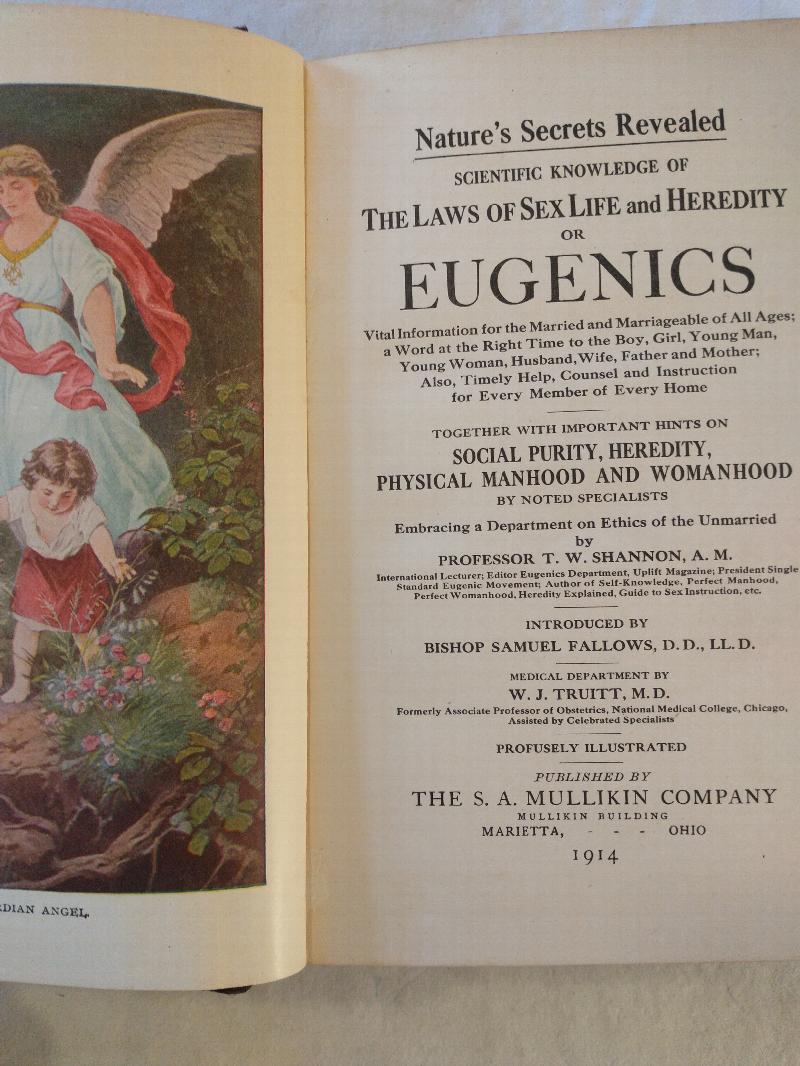 RDIAN ANGEL.
Nature's Secrets Revealed
SCIENTIFIC KNOWLEDGE OF
THE LAWS OF SEX LIFE and HEREDITY
OR
EUGENICS
Vital Information for the Married and Marriageable of All Ages;
a Word at the Right Time to the Boy, Girl, Young Man,
Young Woman, Husband, Wife, Father and Mother;
Also, Timely Help, Counsel and Instruction
for Every Member of Every Home
TOGETHER WITH IMPORTANT HINTS ON
SOCIAL PURITY, HEREDITY,
PHYSICAL MANHOOD AND WOMANHOOD
BY NOTED SPECIALISTS
Embracing a Department on Ethics of the Unmarried
by
PROFESSOR T. W. SHANNON, A. M.
International Lecturer; Editor Eugenics Department, Uplift Magazine; President Single
Standard Eugenic Movement; Author of Self-Knowledge, Perfect Manhood,
Perfect Womanhood, Heredity Explained, Guide to Sex Instruction, etc.
INTRODUCED BY
BISHOP SAMUEL FALLOWS, D. D., LL. D.
MEDICAL DEPARTMENT BY
W. J. TRUITT, M. D.
Formerly Associate Professor of Obstetrics, National Medical College, Chicago,
Assisted by Celebrated Specialists
PROFUSELY ILLUSTRATED
PUBLISHED BY
THE S. A. MULLIKIN COMPANY
MULLIKIN BUILDING
MARIETTA, - - - OHIO
1914